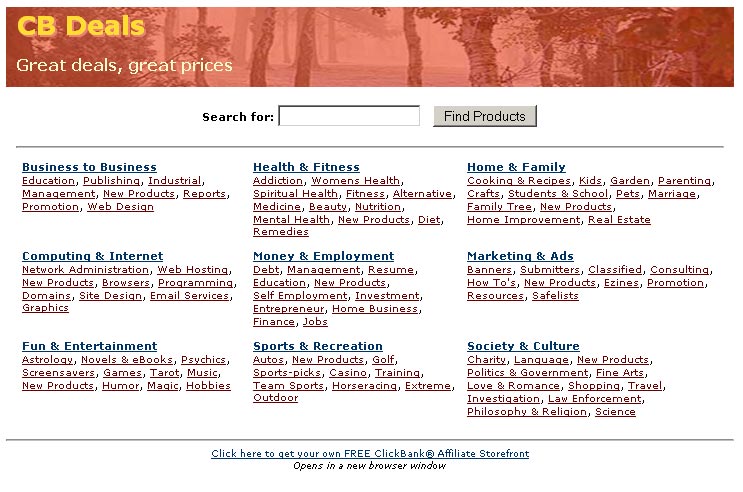 CB Deals
Great deals, great prices
Search for: Find Products
Business to Business
Education, Publishing, Industrial,
Management, New Products, Reports,
Promotion, Web Design
Health & Fitness
Addiction, Womens Health,
Spiritual Health, Fitness, Alternative,
Medicine, Beauty, Nutrition,
Mental Health, New Products, Diet,
Remedies
Home & Family
Cooking & Recipes, Kids, Garden, Parenting,
Crafts, Students & School, Pets, Marriage,
Family Tree, New Products,
Home Improvement, Real Estate
Computing & Internet
Network Administration, Web Hosting,
New Products, Browsers, Programming,
Domains, Site Design, Email Services,
Graphics
Money & Employment
Debt, Management, Resume,
Education, New Products,
Self Employment, Investment,
Entrepreneur, Home Business,
Finance, Jobs
Marketing & Ads
Banners, Submitters, Classified, Consulting,
How To's, New Products, Ezines, Promotion,
Resources, Safelists
Fun & Entertainment
Astrology, Novels & eBooks, Psychics,
Screensavers, Games, Tarot, Music,
New Products, Humor, Magic, Hobbies
Sports & Recreation
Autos, New Products, Golf,
Sports-picks, Casino, Training,
Team Sports, Horseracing, Extreme,
Outdoor
Society & Culture
Charity, Language, New Products,
Politics & Government, Fine Arts,
Love & Romance, Shopping, Travel,
Investigation, Law Enforcement,
Philosophy & Religion, Science
Click here to get your own FREE ClickBank® Affiliate Storefront
Opens in a new browser window